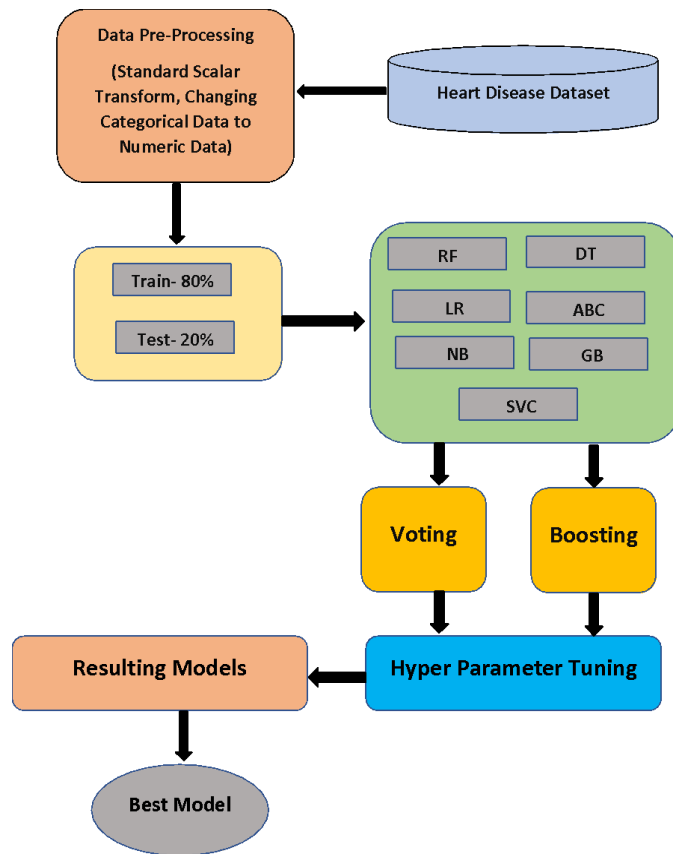 Data Pre-Processing
(Standard Scalar
Transform, Changing
Categorical Data to
Numeric Data)
Heart Disease Dataset
Train- 80%
Test- 20%
RF
DT
LR
ABC
NB
GB
SVC
Voting
Boosting
Hyper Parameter Tuning
Resulting Models
Best Model